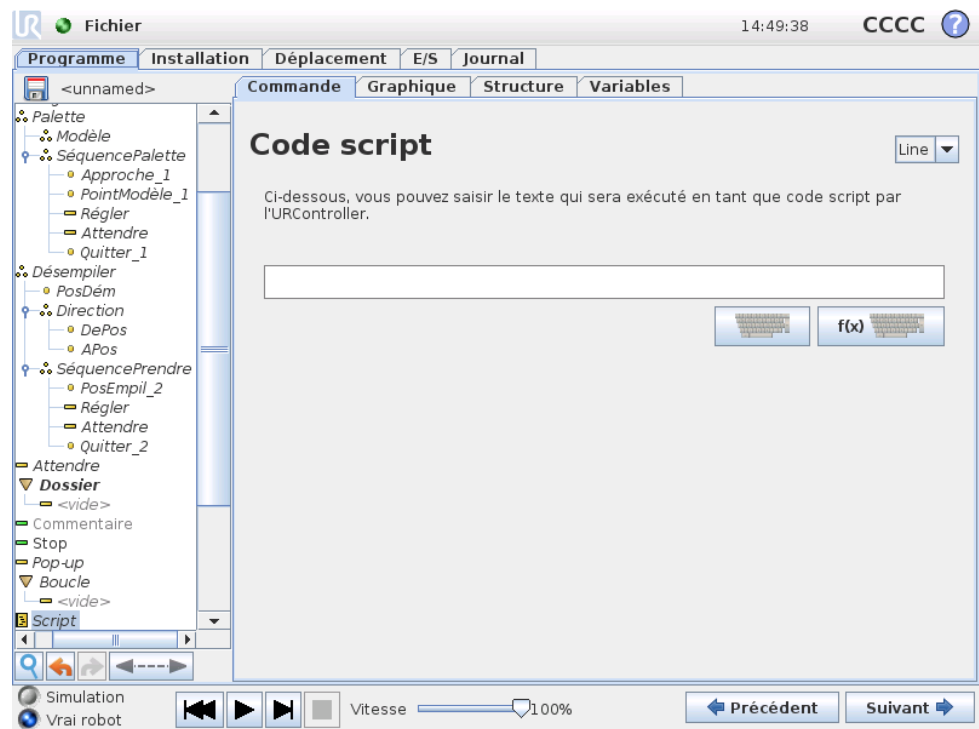 UR Fichier 14:49:38 CCCC ?
Programme Installation Déplacement E/S Journal
<unnamed>
Commande Graphique Structure Variables
Palette
Modèle
SéquencePalette
Approche_1
PointModèle_1
Régler
Attendre
Quitter_1
Désempiler
PosDém
Direction
DePos
APos
SéquencePrendre
PosEmpil_2
Régler
Attendre
Quitter_2
Attendre
Dossier
<vide>
Commentaire
Stop
Pop-up
Boucle
<vide>
Script
Code script
Line
Ci-dessous, vous pouvez saisir le texte qui sera exécuté en tant que code script par
l'URController.
f(x)
Simulation
Vrai robot
Vitesse 100%
Précédent Suivant